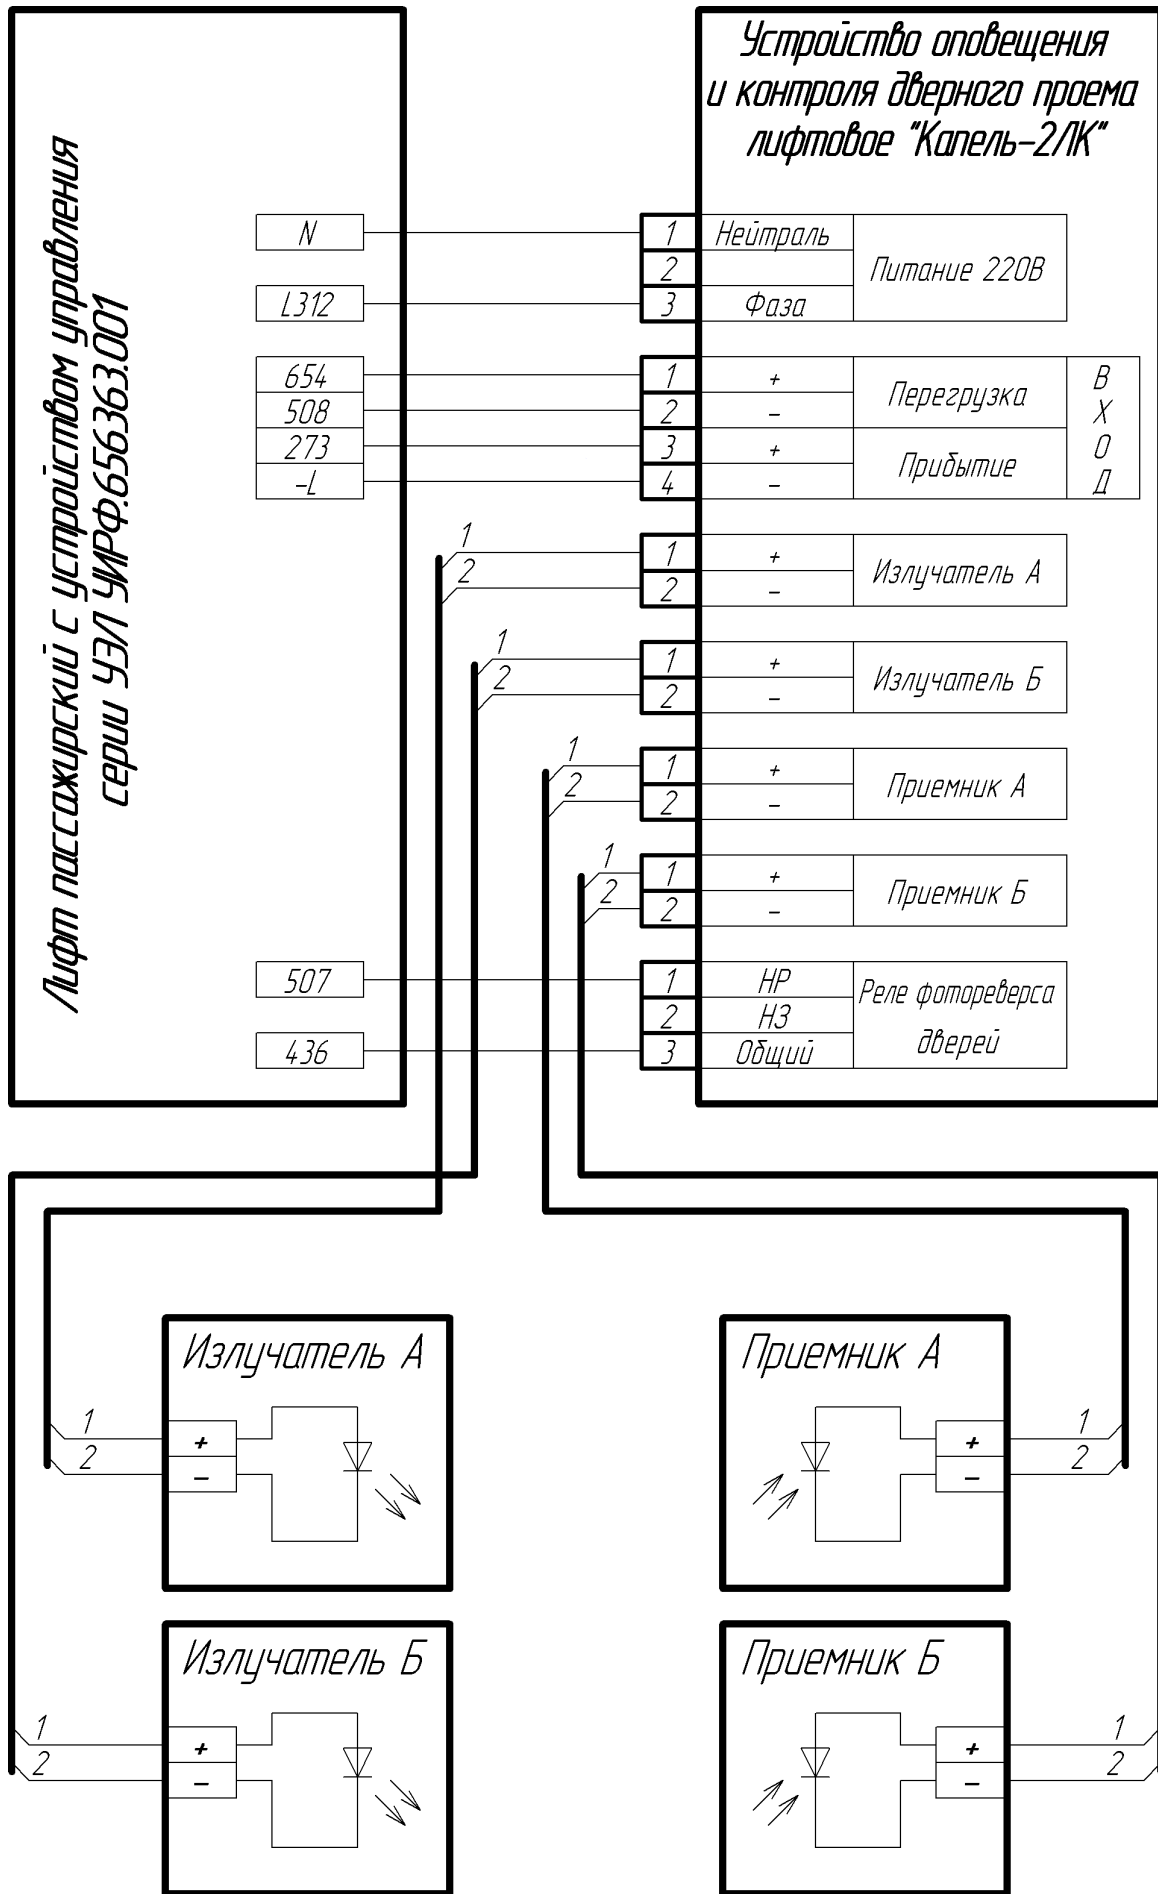 Лифт пассажирский с устройством управления
серии УЭЛ УИРФ.656363.001
Устройство оповещения
и контроля дверного проема
лифтовое "Капель-2ЛК"
N
1
Нейтраль
2
Питание 220В
L312
3
Фаза
654
1
+
Перегрузка
508
2
-
273
3
+
Прибытие
-L
4
-
В
Х
О
Д
1
1
+
Излучатель А
2
2
-
1
1
+
Излучатель Б
2
2
-
1
1
+
Приемник А
2
2
-
1
1
+
Приемник Б
2
2
-
507
1
НР
Реле фотореверса
дверей
2
НЗ
436
3
Общий
Излучатель А
1
+
2
-
Приемник А
+
1
-
2
Излучатель Б
1
+
2
-
Приемник Б
+
1
-
2